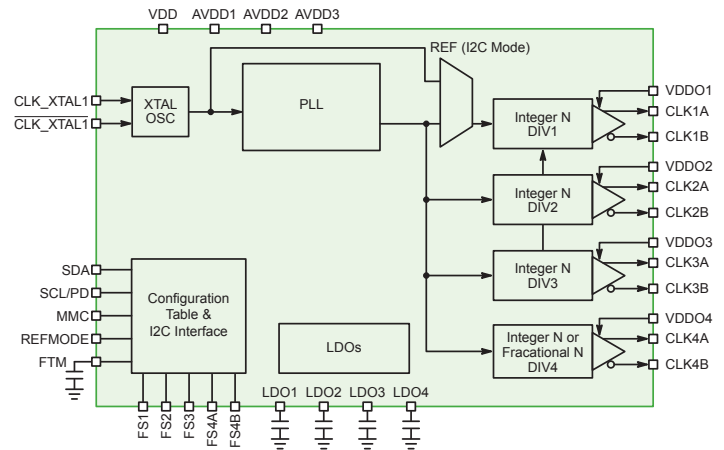 VDD
AVDD1
AVDD2
AVDD3
REF (I2C Mode)
CLK_XTAL1
CLK_XTAL1
XTAL
OSC
PLL
Integer N
DIV1
VDDO1
CLK1A
CLK1B
Integer N
DIV2
VDDO2
CLK2A
CLK2B
Integer N
DIV3
VDDO3
CLK3A
CLK3B
Integer N or
Fracational N
DIV4
VDDO4
CLK4A
CLK4B
SDA
SCL/PD
MMC
REFMODE
FTM
Configuration
Table &
I2C Interface
LDOs
FS1
FS2
FS3
FS4A
FS4B
LDO1
LDO2
LDO3
LDO4